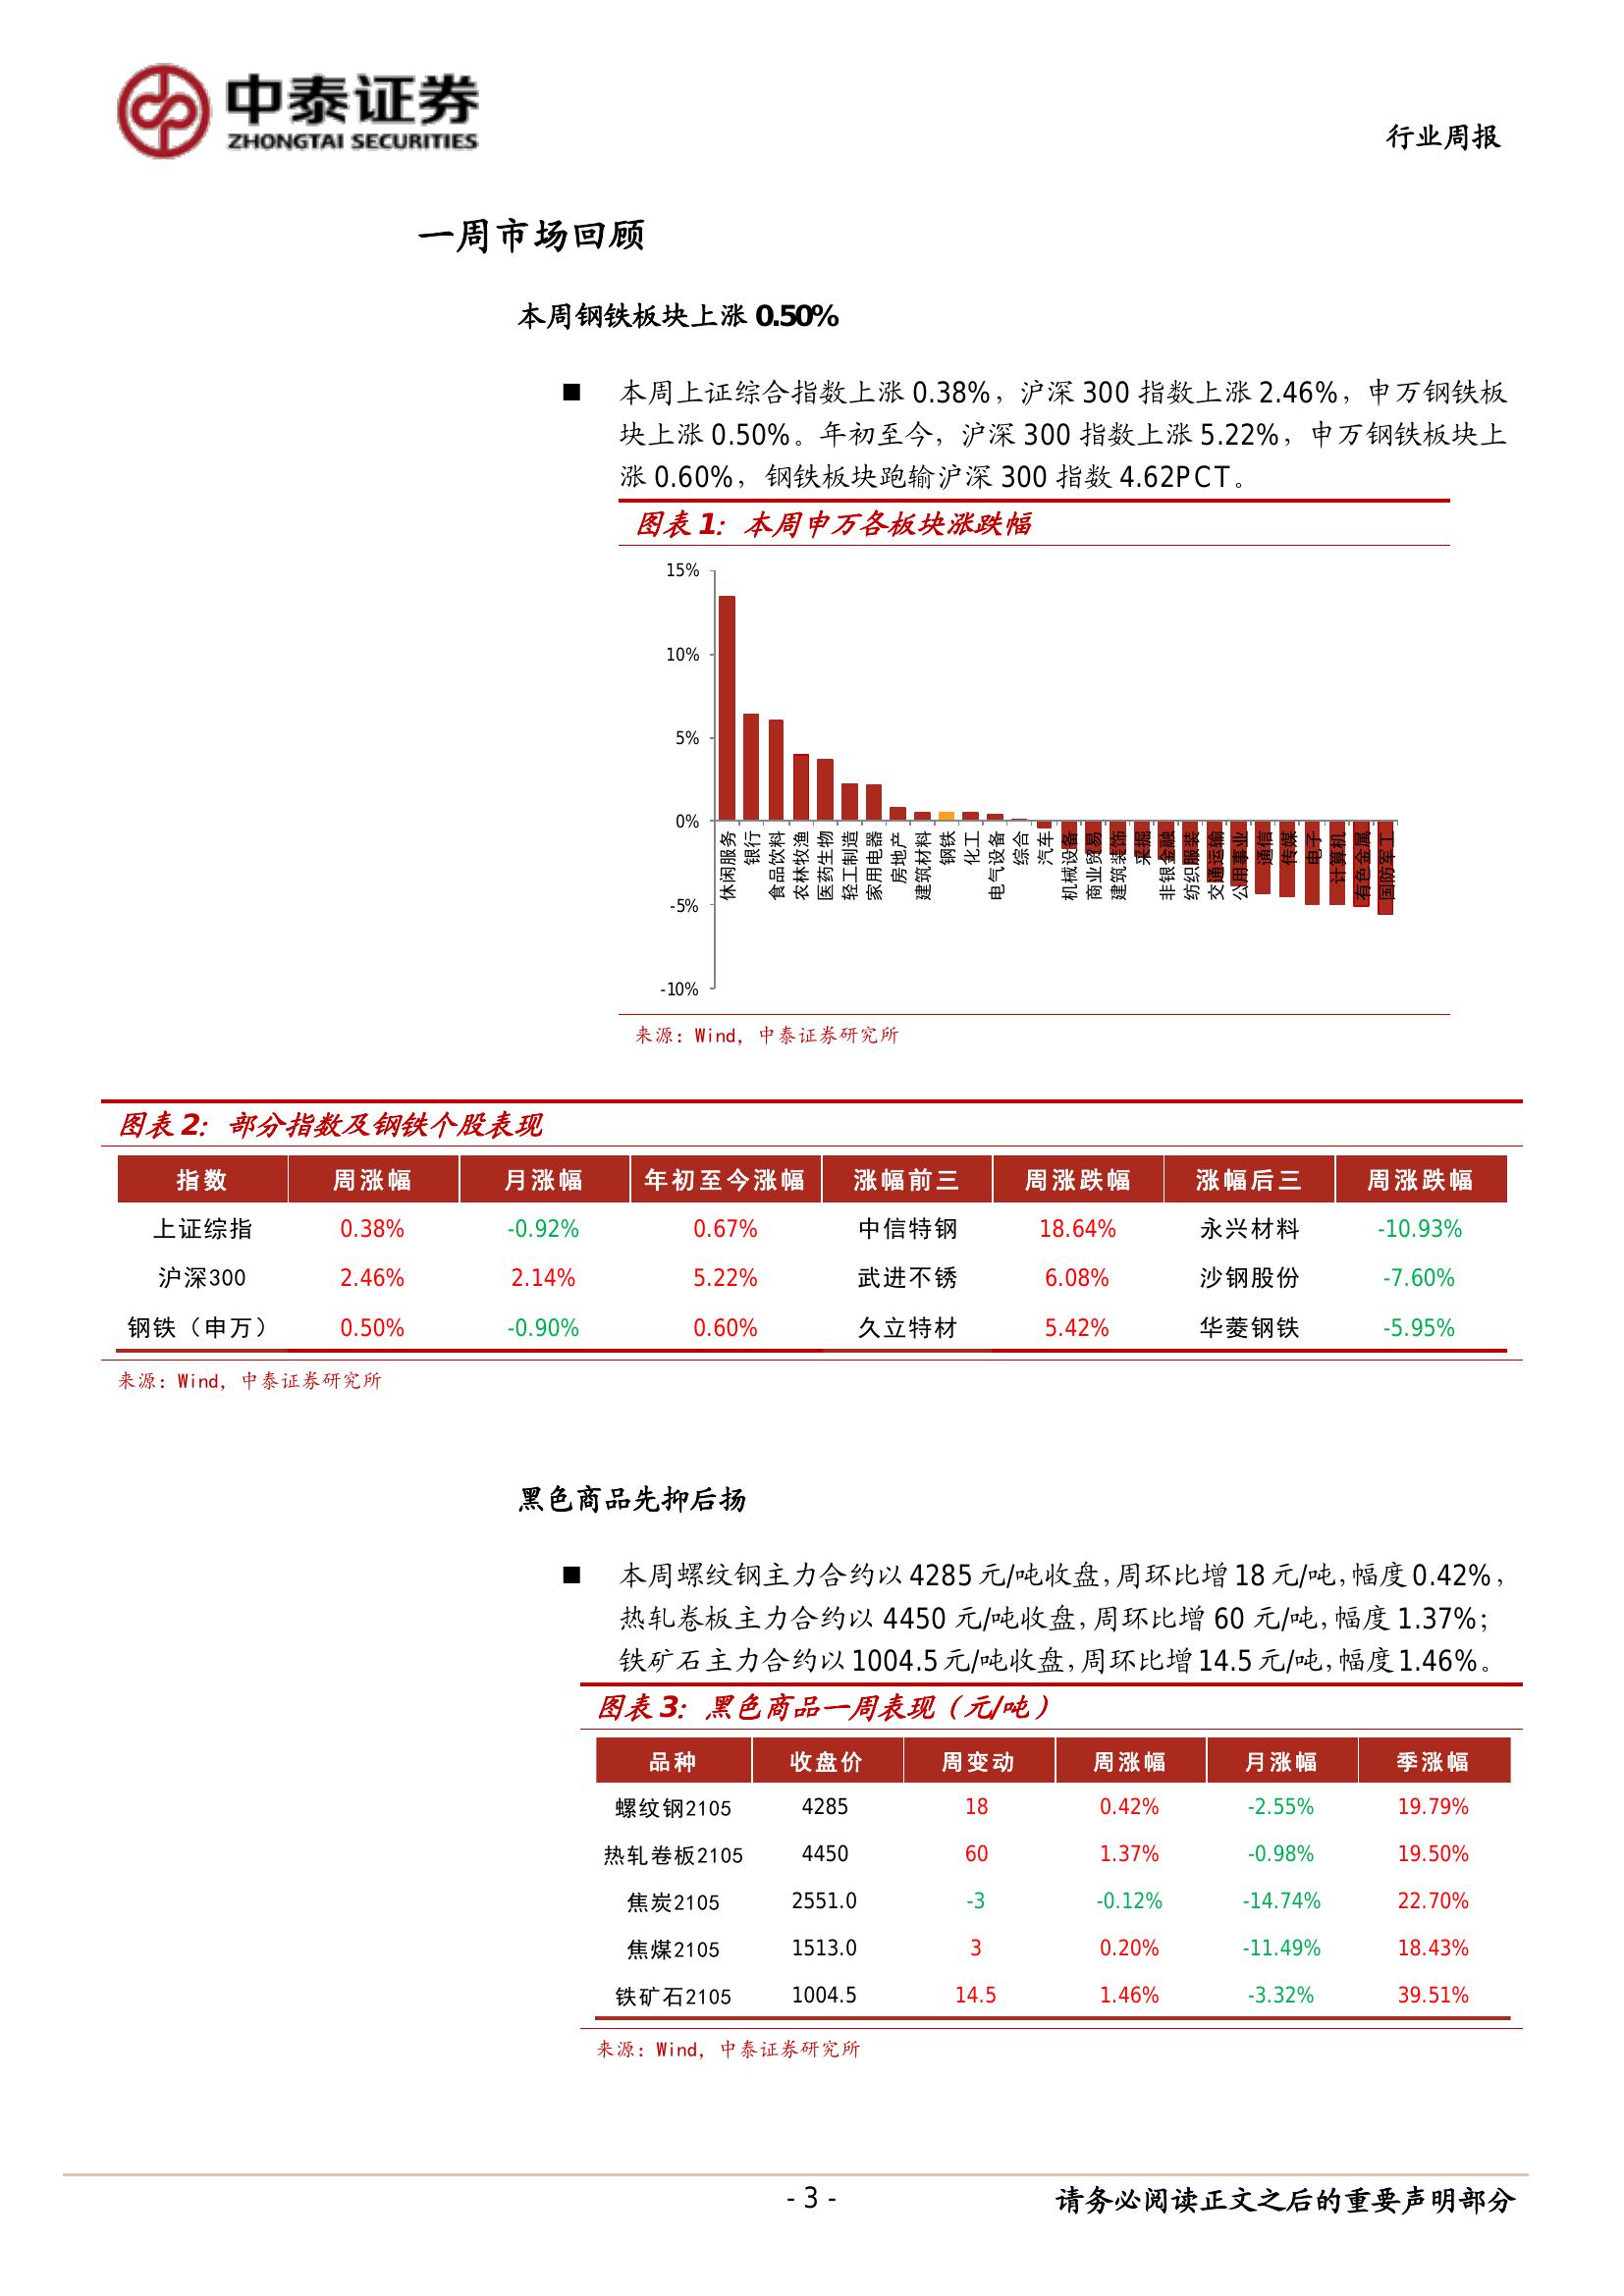 中泰证券
ZHONGTAI SECURITIES
行业周报
一周市场回顾
本周钢铁板块上涨 0.50%
■ 本周上证综合指数上涨 0.38%，沪深 300 指数上涨 2.46%，申万钢铁板
块上涨 0.50%。年初至今，沪深 300 指数上涨 5.22%，申万钢铁板块上
涨 0.60%，钢铁板块跑输沪深 300 指数 4.62PCT。
图表 1：本周申万各板块涨跌幅
15%
10%
5%
0%
-5%
-10%
休闲服务
银行
食品饮料
农林牧渔
医药生物
轻工制造
家用电器
房地产
建筑材料
钢铁
化工
电气设备
综合
汽车
机械设备
商业贸易
建筑装饰
采掘
非银金融
纺织服装
交通运输
公用事业
通信
传媒
电子
计算机
有色金属
国防军工
来源：Wind，中泰证券研究所
图表 2：部分指数及钢铁个股表现
指数 周涨幅 月涨幅 年初至今涨幅 涨幅前三 周涨跌幅 涨幅后三 周涨跌幅
上证综指 0.38% -0.92% 0.67% 中信特钢 18.64% 永兴材料 -10.93%
沪深300 2.46% 2.14% 5.22% 武进不锈 6.08% 沙钢股份 -7.60%
钢铁（申万） 0.50% -0.90% 0.60% 久立特材 5.42% 华菱钢铁 -5.95%
来源：Wind，中泰证券研究所
黑色商品先抑后扬
■ 本周螺纹钢主力合约以 4285 元/吨收盘，周环比增 18 元/吨，幅度 0.42%，
热轧卷板主力合约以 4450 元/吨收盘，周环比增 60 元/吨，幅度 1.37%；
铁矿石主力合约以 1004.5 元/吨收盘，周环比增 14.5 元/吨，幅度 1.46%。
图表 3：黑色商品一周表现（元/吨）
品种 收盘价 周变动 周涨幅 月涨幅 季涨幅
螺纹钢2105 4285 18 0.42% -2.55% 19.79%
热轧卷板2105 4450 60 1.37% -0.98% 19.50%
焦炭2105 2551.0 -3 -0.12% -14.74% 22.70%
焦煤2105 1513.0 3 0.20% -11.49% 18.43%
铁矿石2105 1004.5 14.5 1.46% -3.32% 39.51%
来源：Wind，中泰证券研究所
- 3 -
请务必阅读正文之后的重要声明部分